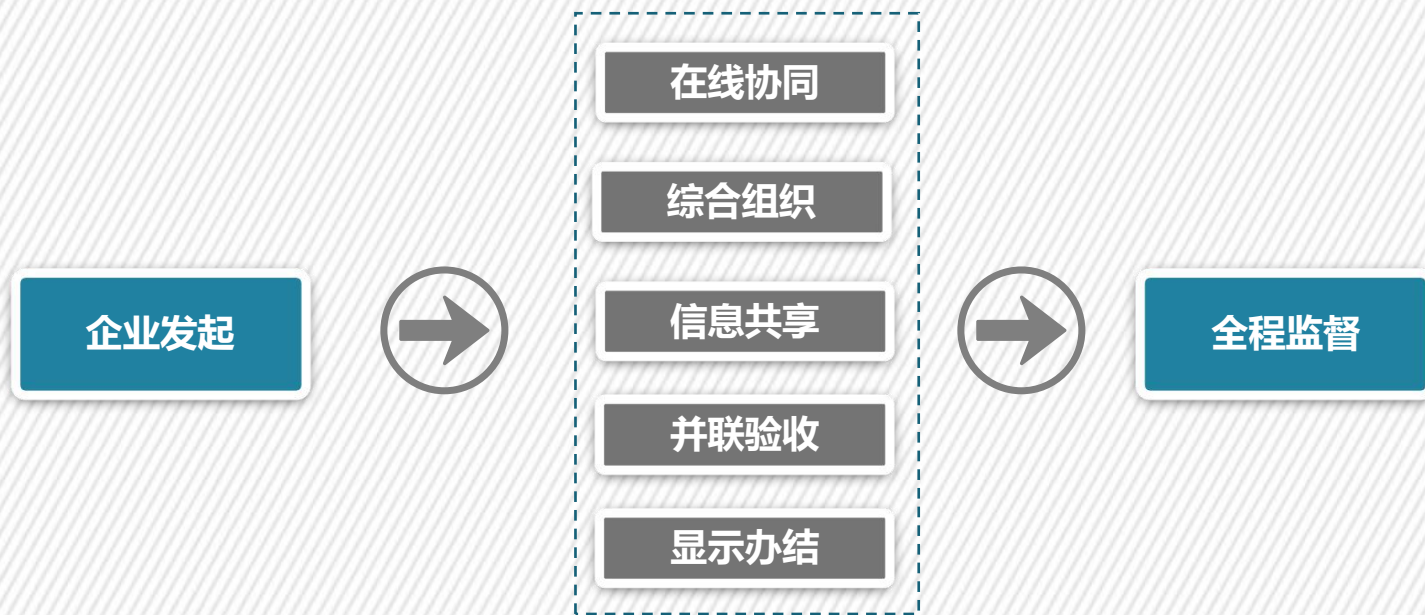 企业发起
在线协同
综合组织
信息共享
并联验收
显示办结
全程监督